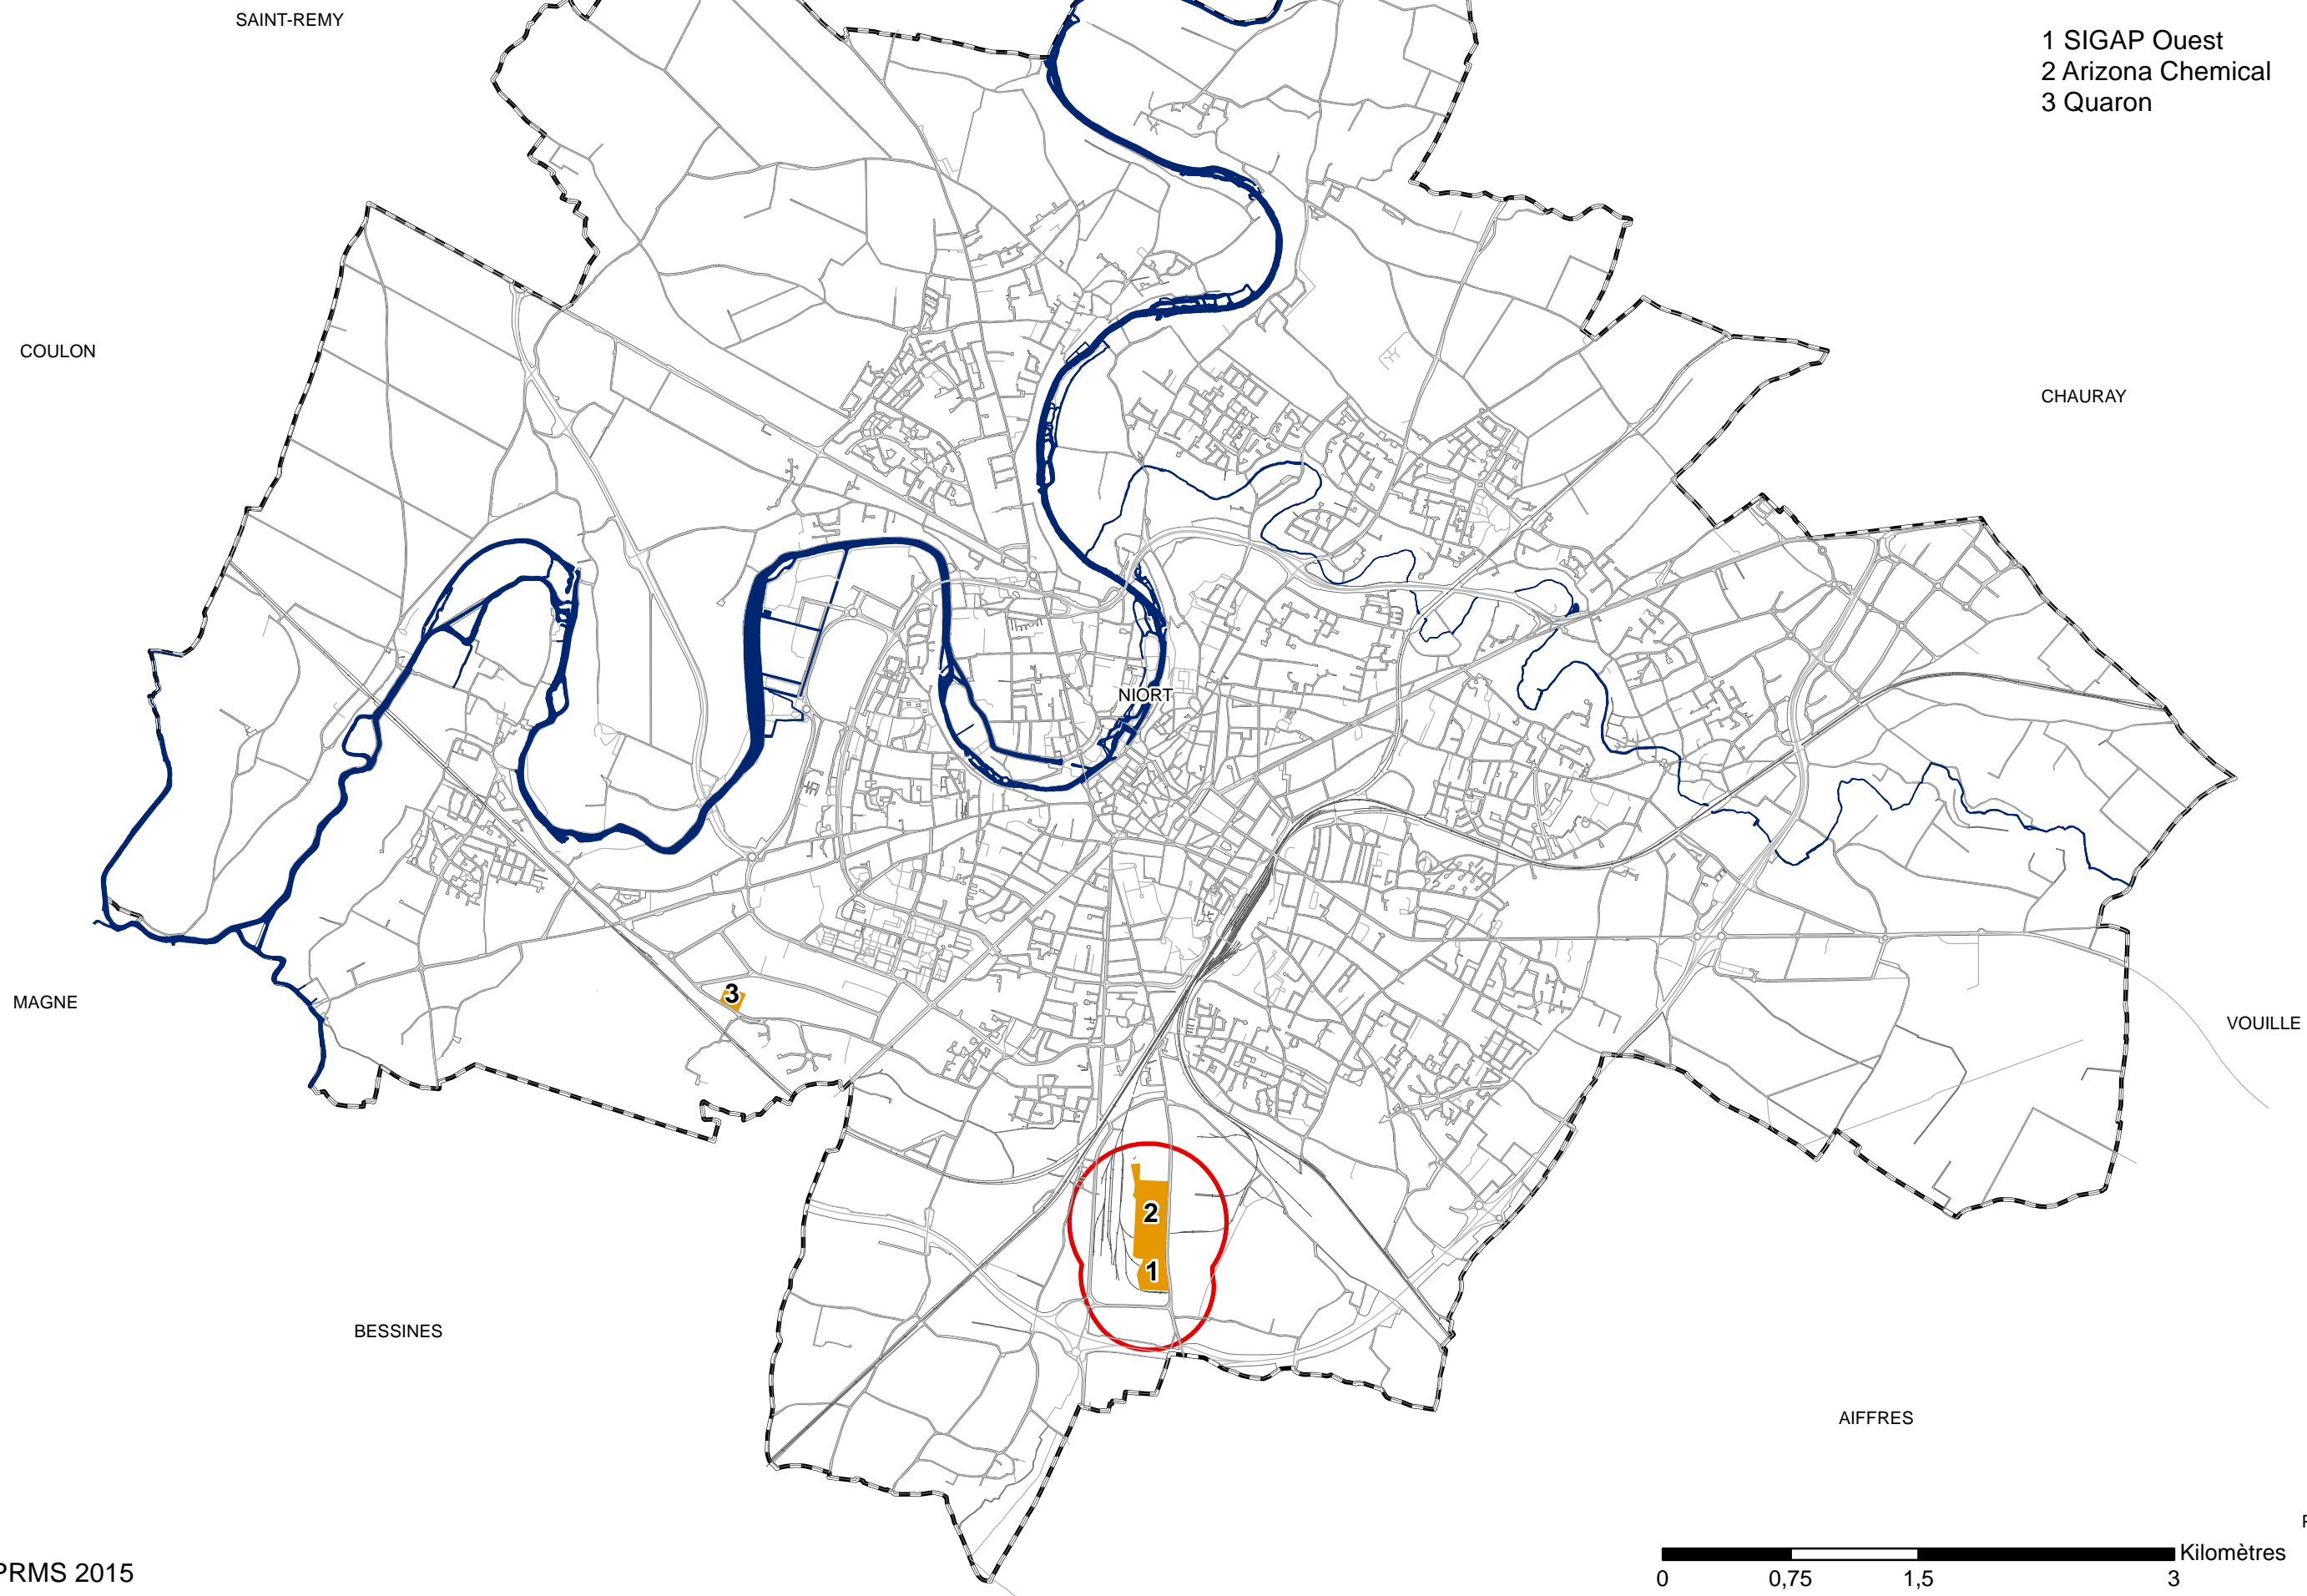 SAINT-REMY
1 SIGAP Ouest
2 Arizona Chemical
3 Quaron
COULON
CHAURAY
NIORT
3
MAGNE
VOUILLE
2
1
BESSINES
AIFFRES
Kilomètres
0 0,75 1,5 3
PRMS 2015